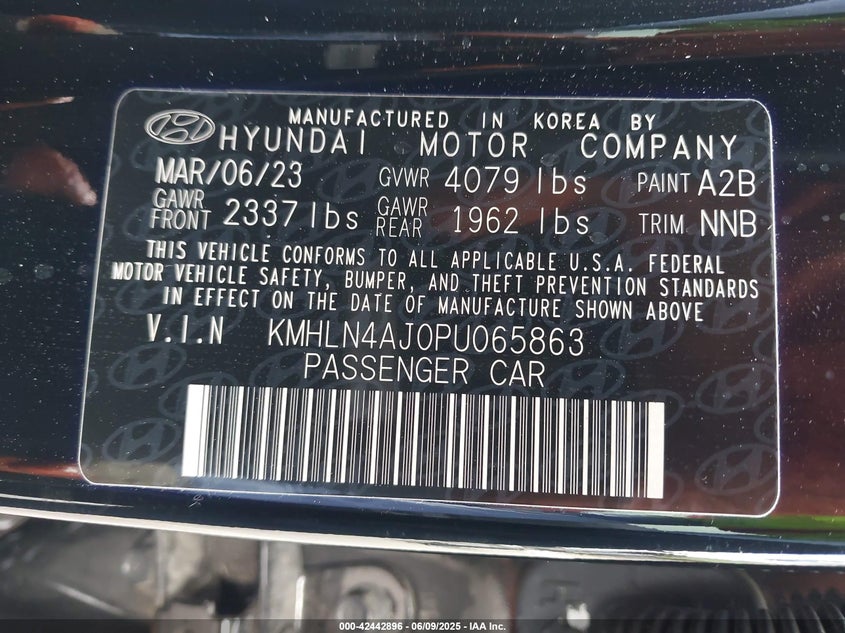 MANUFACTURED IN KOREA BY
HYUNDAI MOTOR COMPANY
MAR/06/23 GVWR 4079 lbs PAINT A2B
GAWR FRONT 2337 lbs GAWR REAR 1962 lbs TRIM NNB
THIS VEHICLE CONFORMS TO ALL APPLICABLE U.S.A. FEDERAL
MOTOR VEHICLE SAFETY, BUMPER, AND THEFT PREVENTION STANDARDS
IN EFFECT ON THE DATE OF MANUFACTURE SHOWN ABOVE
V.I.N KMHLN4AJ0PU065863
PASSENGER CAR
000-42442896 - 06/09/2025 - IAA Inc.